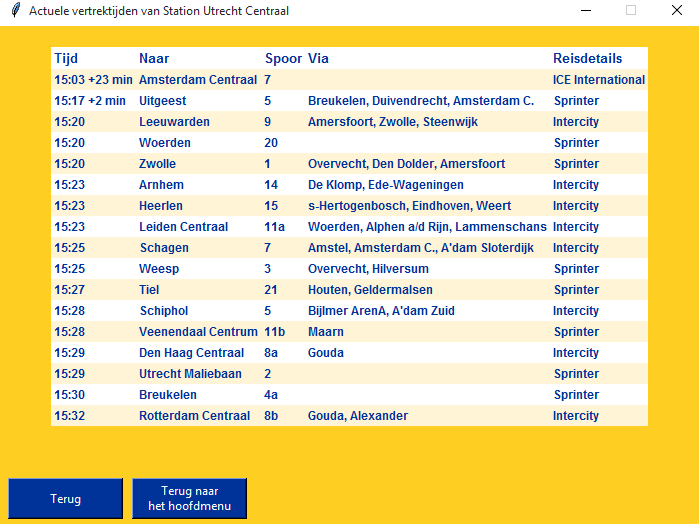 Actuele vertrektijden van Station Utrecht Centraal
Tijd Naar Spoor Via Reisdetails
15:03 +23 min Amsterdam Centraal 7 ICE International
15:17 +2 min Uitgeest 5 Breukelen, Duivendrecht, Amsterdam C. Sprinter
15:20 Leeuwarden 9 Amersfoort, Zwolle, Steenwijk Intercity
15:20 Woerden 20 Sprinter
15:20 Zwolle 1 Overvecht, Den Dolder, Amersfoort Sprinter
15:23 Arnhem 14 De Klomp, Ede-Wageningen Intercity
15:23 Heerlen 15 s-Hertogenbosch, Eindhoven, Weert Intercity
15:23 Leiden Centraal 11a Woerden, Alphen a/d Rijn, Lammenschans Intercity
15:25 Schagen 7 Amstel, Amsterdam C., A'dam Sloterdijk Intercity
15:25 Weesp 3 Overvecht, Hilversum Sprinter
15:27 Tiel 21 Houten, Geldermalsen Sprinter
15:28 Schiphol 5 Bijlmer ArenA, A'dam Zuid Intercity
15:28 Veenendaal Centrum 11b Maarn Sprinter
15:29 Den Haag Centraal 8a Gouda Intercity
15:29 Utrecht Maliebaan 2 Sprinter
15:30 Breukelen 4a Sprinter
15:32 Rotterdam Centraal 8b Gouda, Alexander Intercity
Terug
Terug naar
het hoofdmenu